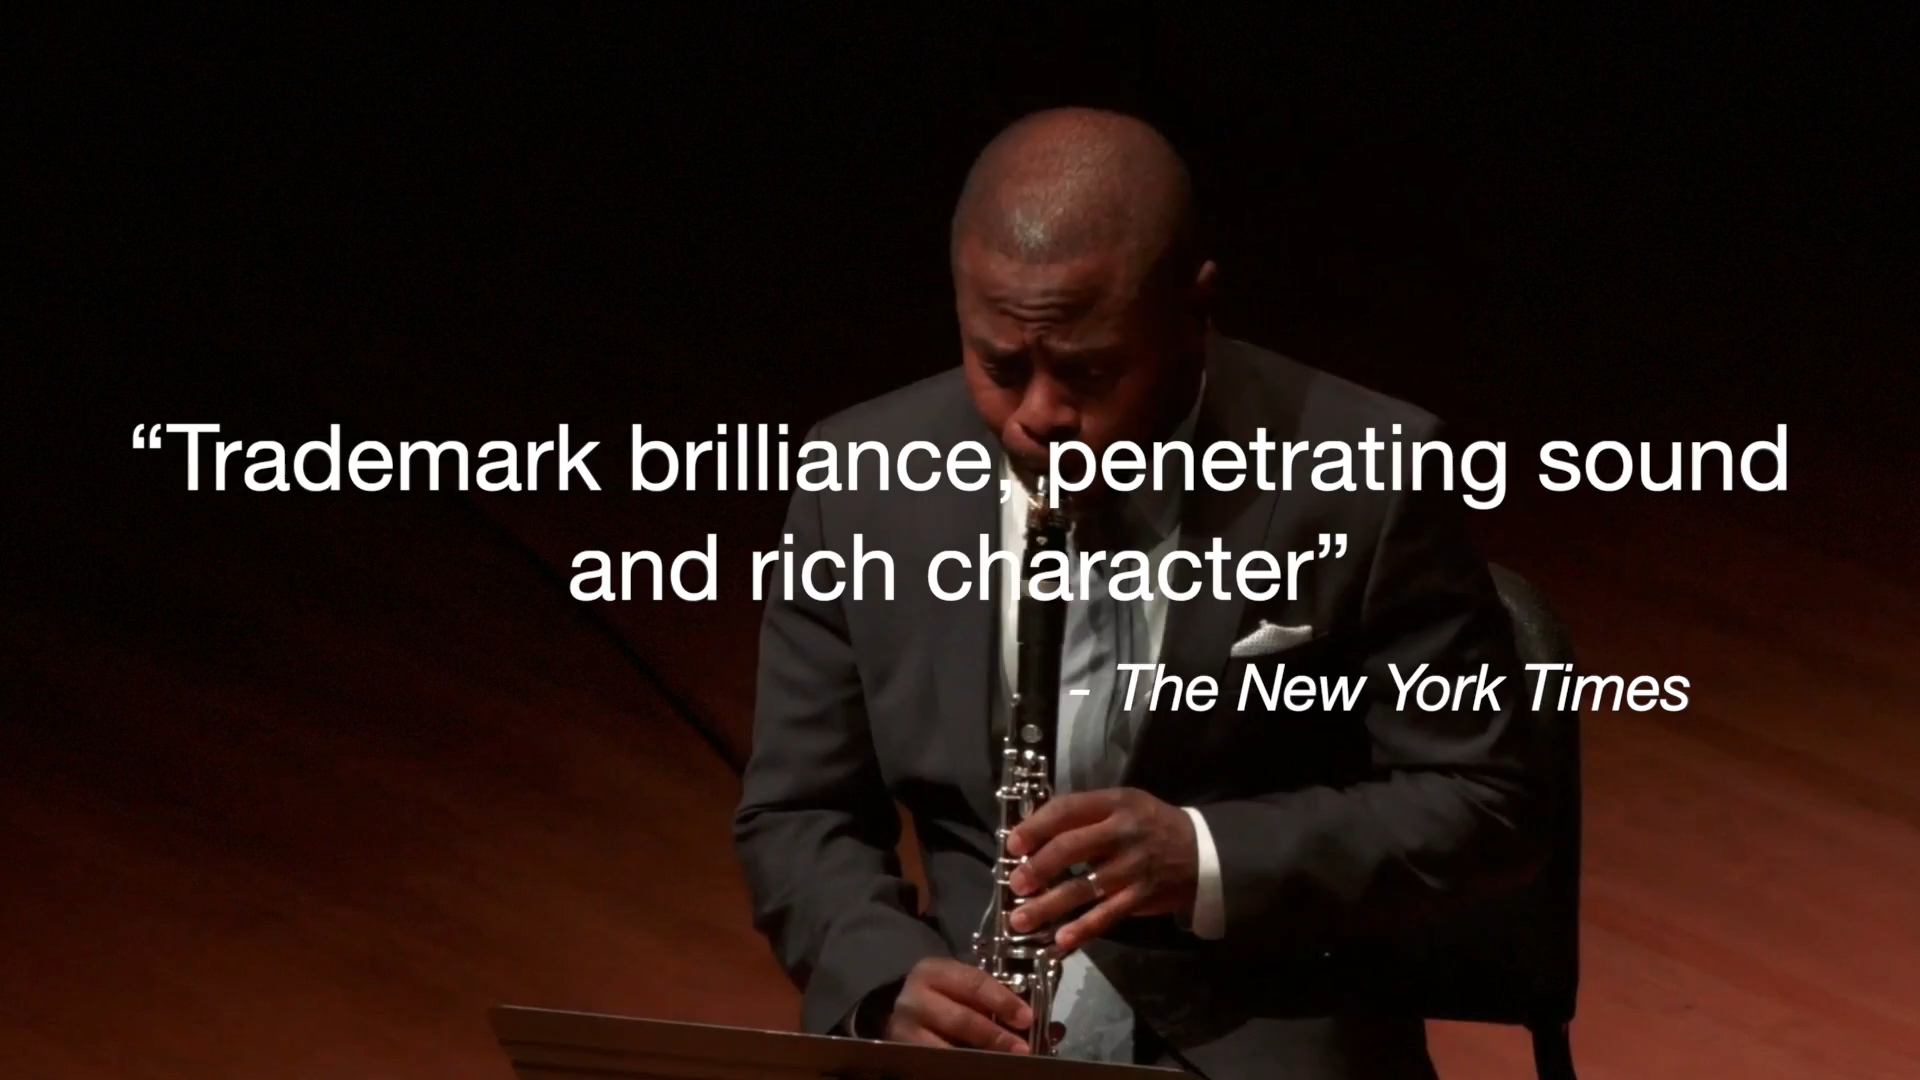 “Trademark brilliance, penetrating sound
and rich character”
- The New York Times